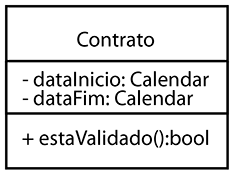 Contrato
- dataInicio: Calendar
- dataFim: Calendar
+ estaValidado():bool